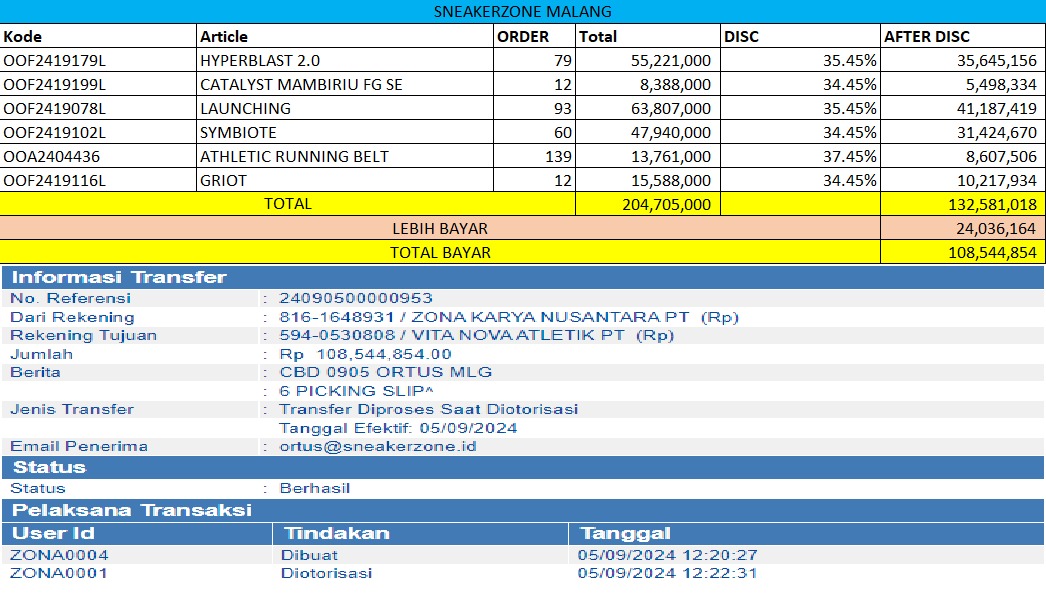 SNEAKERZONE MALANG
Kode Article ORDER Total DISC AFTER DISC
OOF2419179L HYPERBLAST 2.0 79 55,221,000 35.45% 35,645,156
OOF2419199L CATALYST MAMBIRIU FG SE 12 8,388,000 34.45% 5,498,334
OOF2419078L LAUNCHING 93 63,807,000 35.45% 41,187,419
OOF2419102L SYMBIOTE 60 47,940,000 34.45% 31,424,670
OOA2404436 ATHLETIC RUNNING BELT 139 13,761,000 37.45% 8,607,506
OOF2419116L GRIOT 12 15,588,000 34.45% 10,217,934
TOTAL 204,705,000 132,581,018
LEBIH BAYAR 24,036,164
TOTAL BAYAR 108,544,854
Informasi Transfer
No. Referensi : 24090500000953
Dari Rekening : 816-1648931 / ZONA KARYA NUSANTARA PT (Rp)
Rekening Tujuan : 594-0530808 / VITA NOVA ATLETIK PT (Rp)
Jumlah : Rp 108,544,854.00
Berita : CBD 0905 ORTUS MLG
: 6 PICKING SLIP^
Jenis Transfer : Transfer Diproses Saat Diotorisasi
Tanggal Efektif: 05/09/2024
Email Penerima : ortus@sneakerzone.id
Status
Status : Berhasil
Pelaksana Transaksi
User Id Tindakan Tanggal
ZONA0004 Dibuat 05/09/2024 12:20:27
ZONA0001 Diotorisasi 05/09/2024 12:22:31